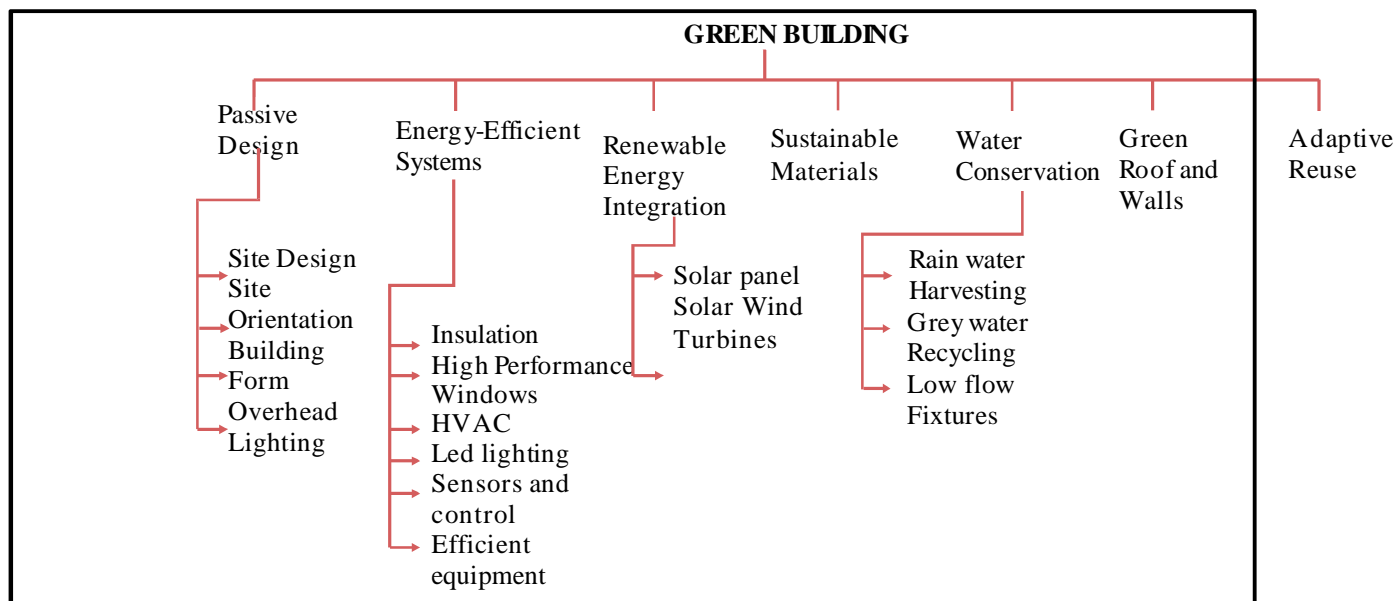 GREEN BUILDING
Passive
Design
Energy-Efficient
Systems
Renewable
Energy
Integration
Sustainable
Materials
Water
Conservation
Green
Roof and
Walls
Adaptive
Reuse
Site Design
Site
Orientation
Building
Form
Overhead
Lighting
Insulation
High Performance
Windows
HVAC
Led lighting
Sensors and
control
Efficient
equipment
Solar panel
Solar Wind
Turbines
Rain water
Harvesting
Grey water
Recycling
Low flow
Fixtures